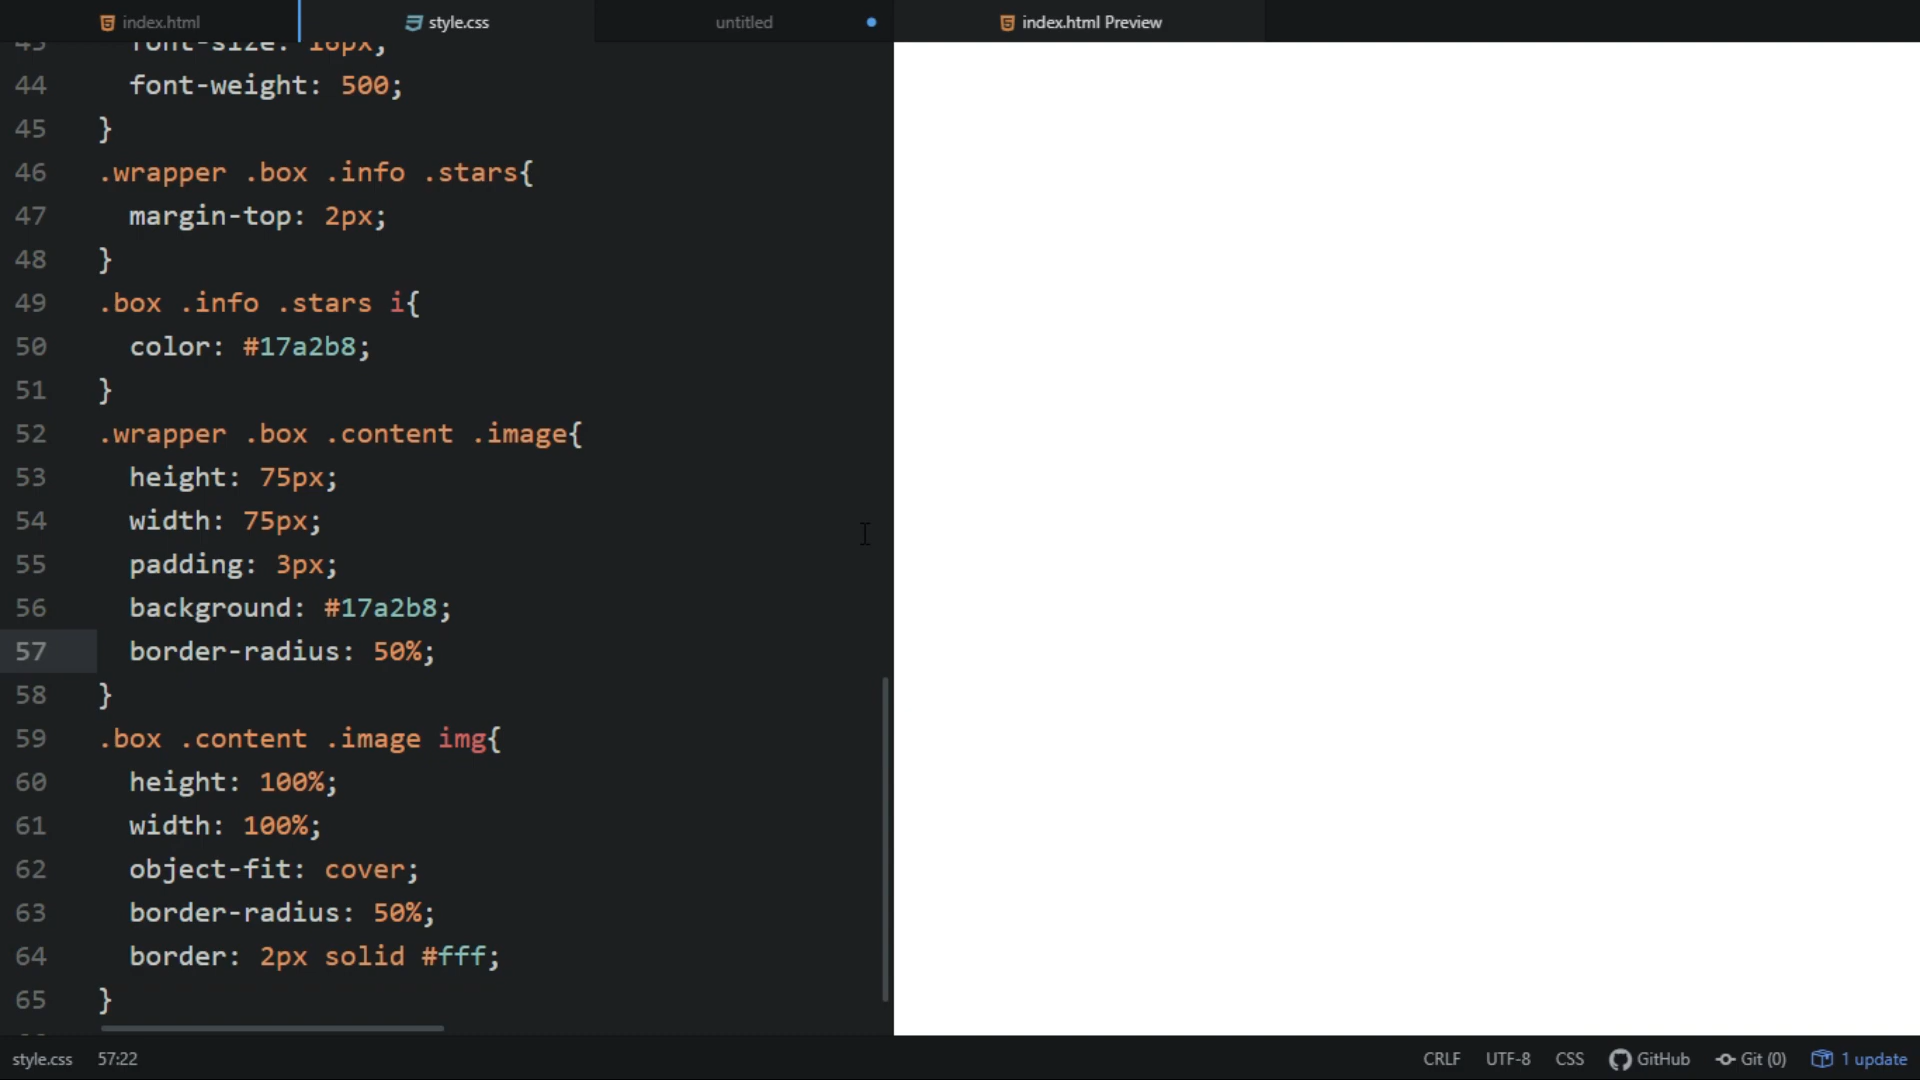 index.html
style.css
untitled
index.html Preview
43 font-size: 16px;
44 font-weight: 500;
45 }
46 .wrapper .box .info .stars{
47 margin-top: 2px;
48 }
49 .box .info .stars i{
50 color: #17a2b8;
51 }
52 .wrapper .box .content .image{
53 height: 75px;
54 width: 75px;
55 padding: 3px;
56 background: #17a2b8;
57 border-radius: 50%;
58 }
59 .box .content .image img{
60 height: 100%;
61 width: 100%;
62 object-fit: cover;
63 border-radius: 50%;
64 border: 2px solid #fff;
65 }
style.css 57:22 CRLF UTF-8 CSS GitHub Git (0) 1 update